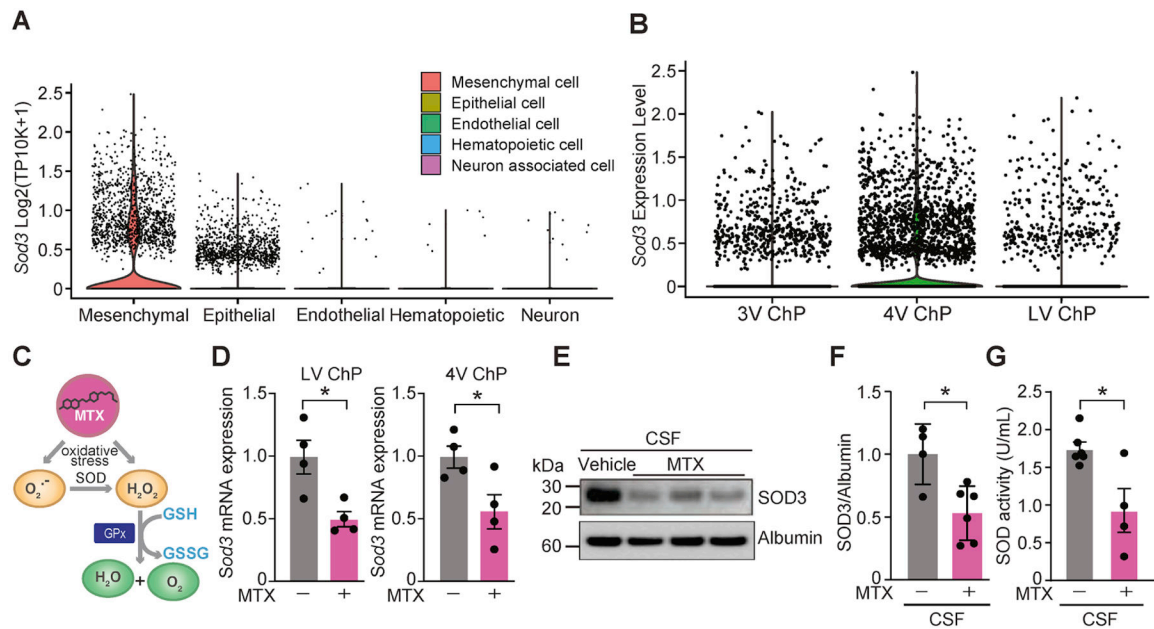 A
Sod3 Log2(TP10K+1)
2.5
2.0
1.5
1.0
0.5
0
Mesenchymal
Epithelial
Endothelial
Hematopoietic
Neuron
Mesenchymal cell
Epithelial cell
Endothelial cell
Hematopoietic cell
Neuron associated cell
B
Sod3 Expression Level
2.5
2.0
1.5
1.0
0.5
0
3V ChP
4V ChP
LV ChP
C
MTX
oxidative
stress
SOD
O2·-
H2O2
GSH
GPx
GSSG
H2O
+
O2
D
LV ChP
Sod3 mRNA expression
1.5
1.0
0.5
0
*
MTX − +
4V ChP
Sod3 mRNA expression
1.5
1.0
0.5
0
*
MTX − +
E
CSF
kDa
Vehicle
MTX
30
20
SOD3
60
Albumin
F
SOD3/Albumin
1.5
1.0
0.5
0
*
MTX − +
CSF
G
SOD activity (U/mL)
2.5
2.0
1.5
1.0
0.5
0
*
MTX − +
CSF